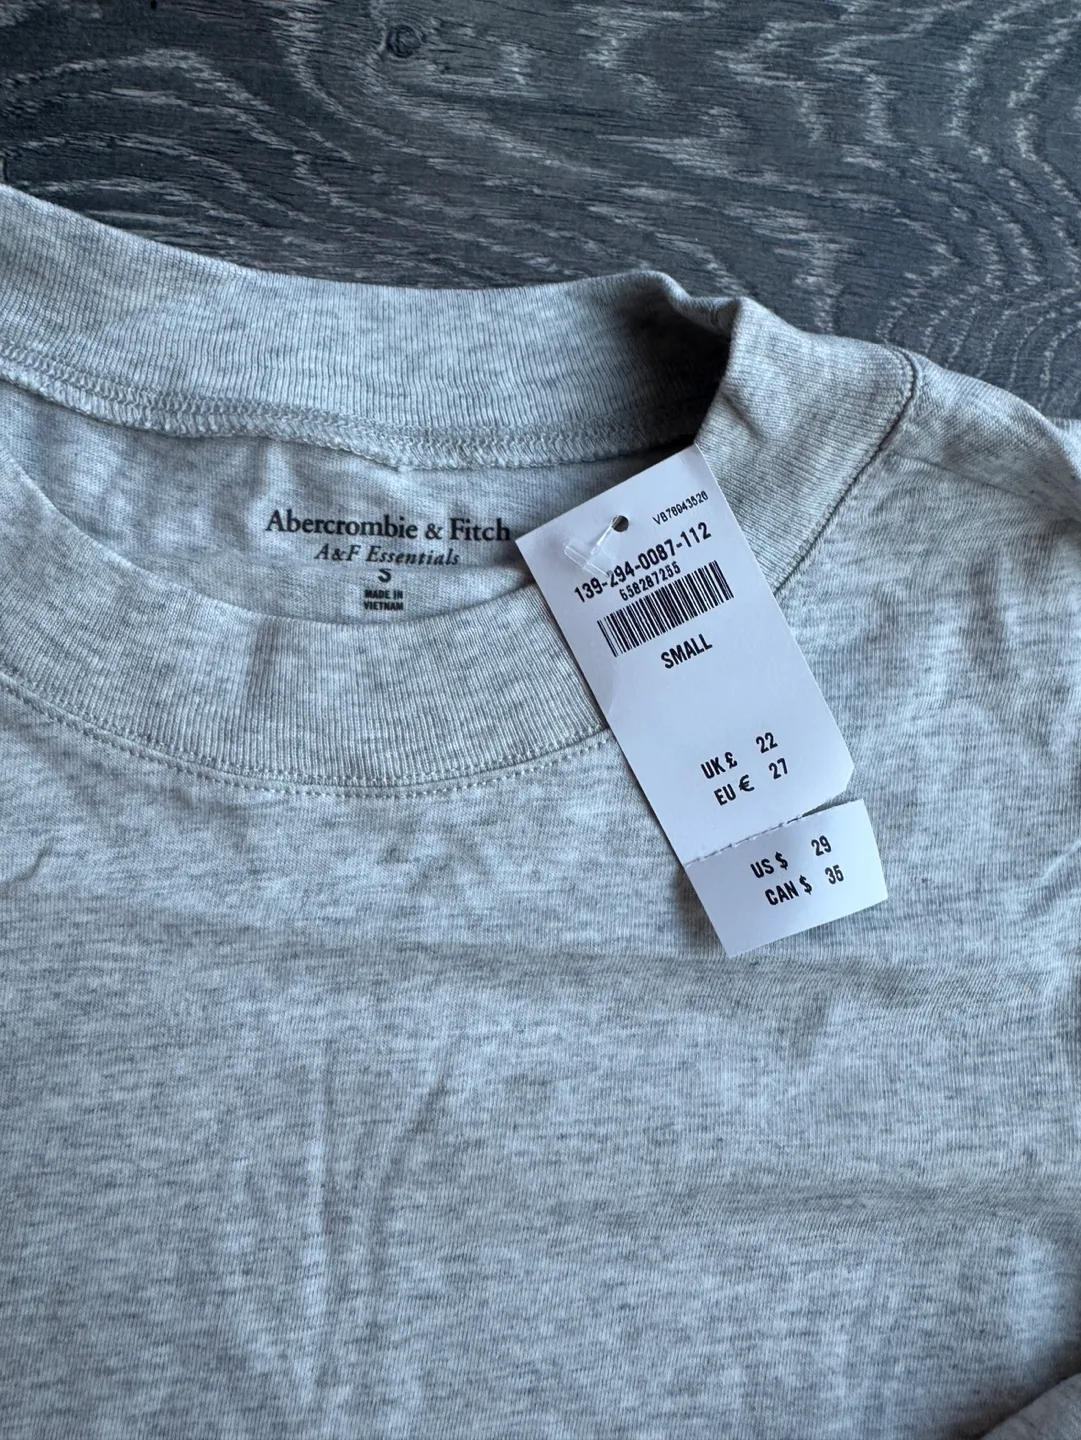 Abercrombie & Fitch
A&F Essentials
S
MADE IN
VIETNAM
VB78943526
139-294-0087-112
658287255
SMALL
UK £ 22
EU € 27
US $ 29
CAN $ 35